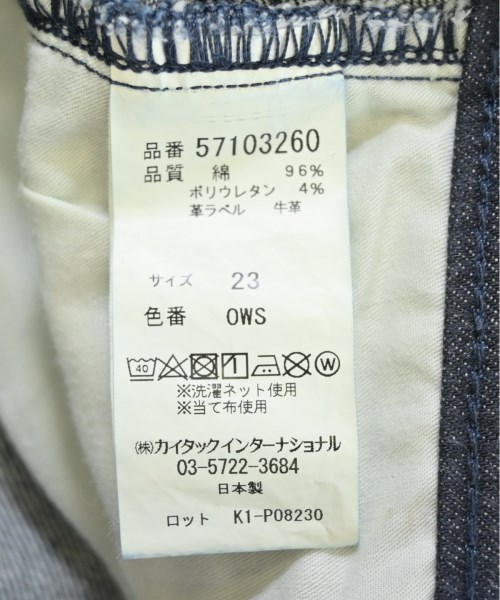 品番 57103260
品質 綿 96%
ポリウレタン 4%
革ラベル 牛革
サイズ 23
色番 OWS
40 W
※洗濯ネット使用
※当て布使用
㈱カイタックインターナショナル
03-5722-3684
日本製
ロット K1-P08230